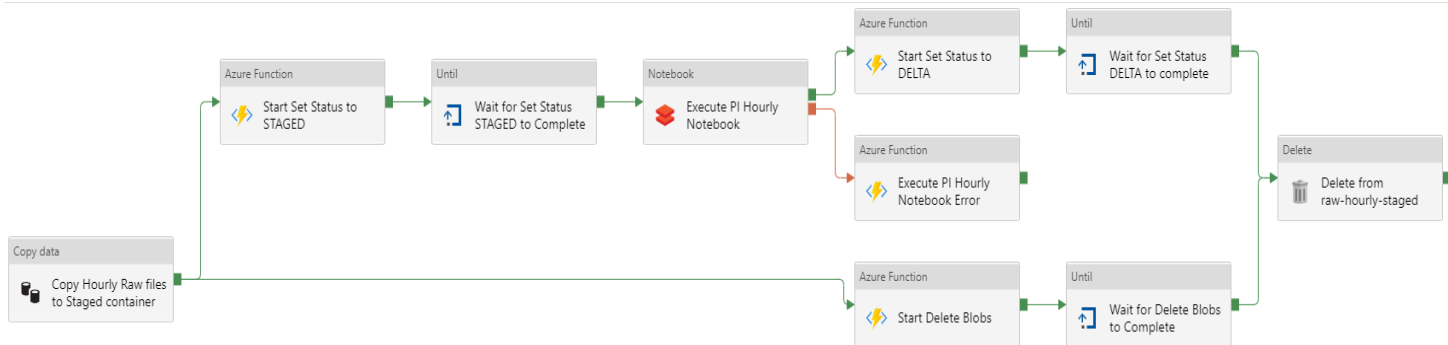 Copy data
Copy Hourly Raw files
to Staged container
Azure Function
Start Set Status to
STAGED
Until
Wait for Set Status
STAGED to Complete
Notebook
Execute PI Hourly
Notebook
Azure Function
Start Set Status to
DELTA
Until
Wait for Set Status
DELTA to complete
Azure Function
Execute PI Hourly
Notebook Error
Azure Function
Start Delete Blobs
Until
Wait for Delete Blobs
to Complete
Delete
Delete from
raw-hourly-staged